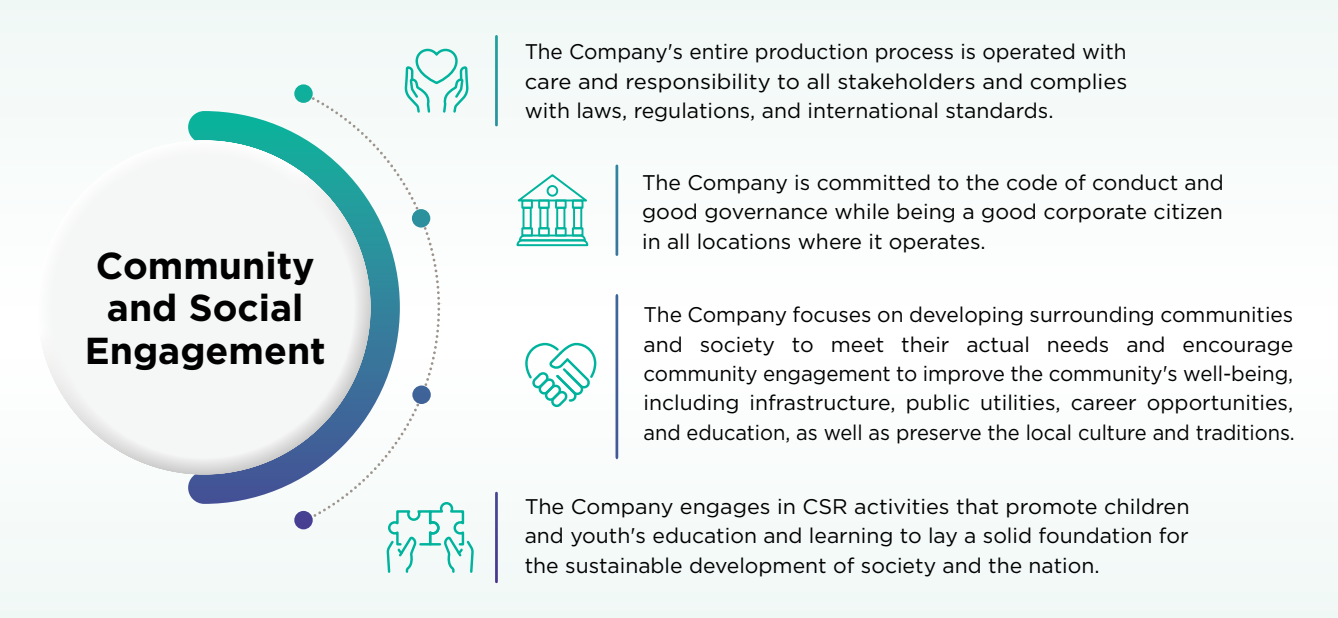 Community
and Social
Engagement
The Company's entire production process is operated with
care and responsibility to all stakeholders and complies
with laws, regulations, and international standards.
The Company is committed to the code of conduct and
good governance while being a good corporate citizen
in all locations where it operates.
The Company focuses on developing surrounding communities
and society to meet their actual needs and encourage
community engagement to improve the community's well-being,
including infrastructure, public utilities, career opportunities,
and education, as well as preserve the local culture and traditions.
The Company engages in CSR activities that promote children
and youth's education and learning to lay a solid foundation for
the sustainable development of society and the nation.